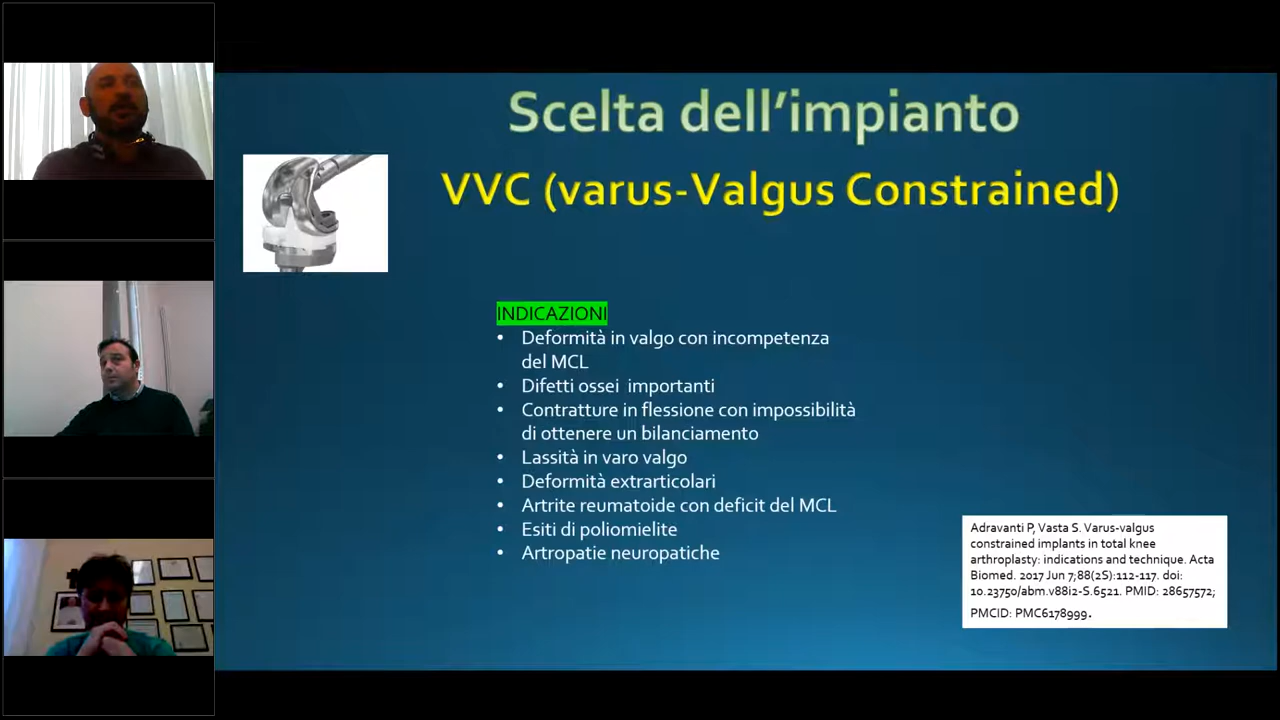 Scelta dell'impianto
VVC (varus-Valgus Constrained)
INDICAZIONI
• Deformità in valgo con incompetenza
del MCL
• Difetti ossei importanti
• Contratture in flessione con impossibilità
di ottenere un bilanciamento
• Lassità in varo valgo
• Deformità extrarticolari
• Artrite reumatoide con deficit del MCL
• Esiti di poliomielite
• Artropatie neuropatiche
Adravanti P, Vasta S. Varus-valgus
constrained implants in total knee
arthroplasty: indications and technique. Acta
Biomed. 2017 Jun 7;88(2S):112-117. doi:
10.23750/abm.v88i2-S.6521. PMID: 28657572;
PMCID: PMC6178999.